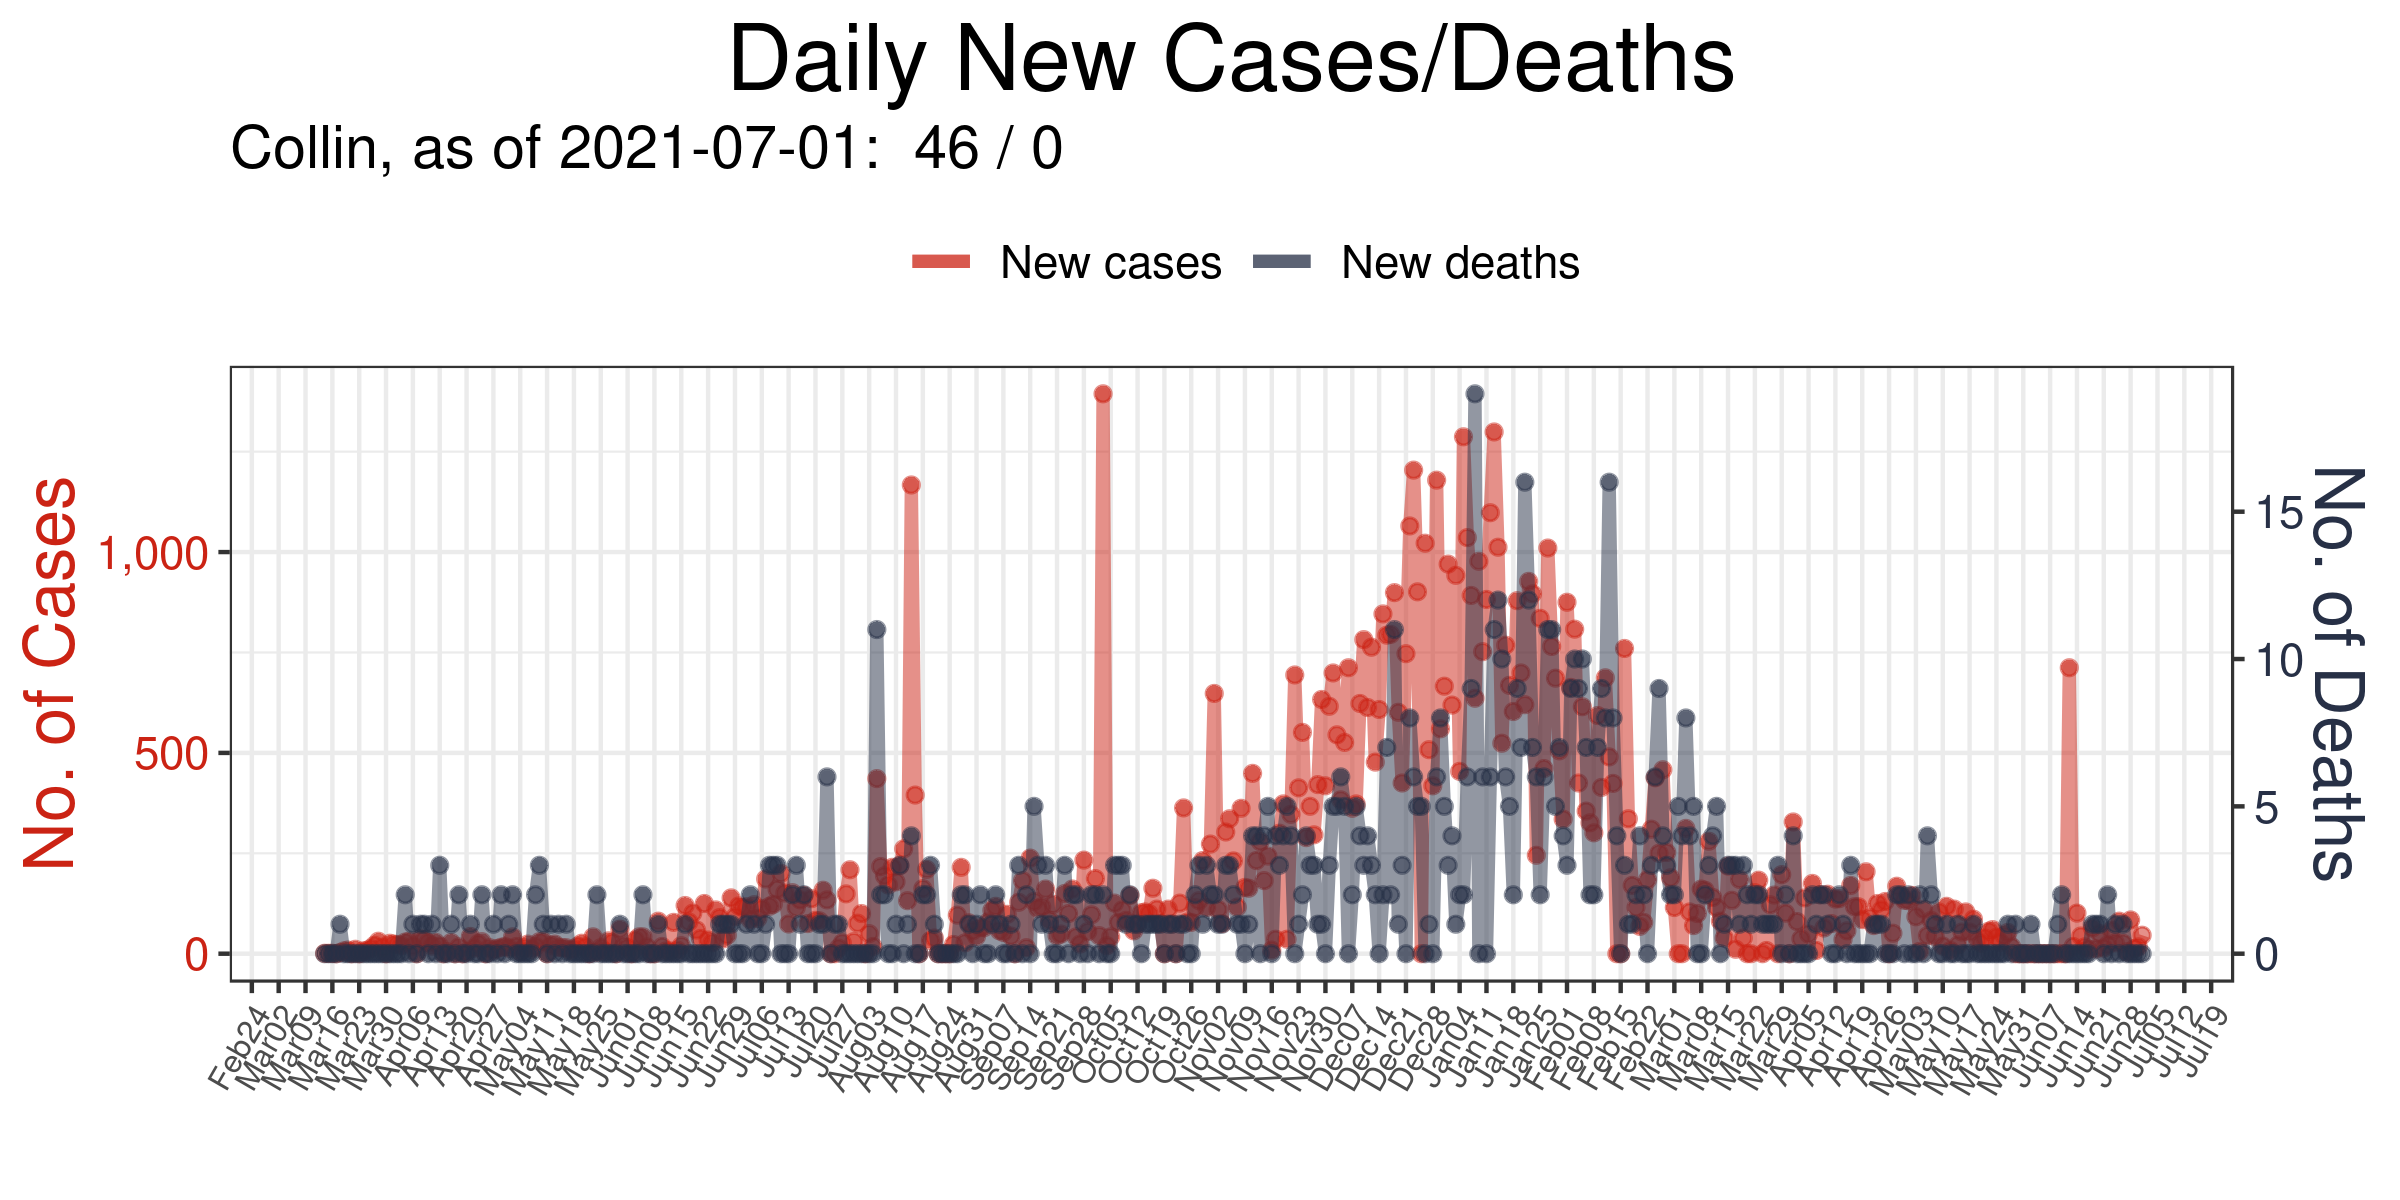 Daily New Cases/Deaths
Collin, as of 2021-07-01:  46 / 0
New cases New deaths
No. of Cases
1,000
500
0
15
10
5
0
No. of Deaths
Feb24 Mar02 Mar09 Mar16 Mar23 Mar30 Apr06 Apr13 Apr20 Apr27 May04 May11 May18 May25 Jun01 Jun08 Jun15 Jun22 Jun29 Jul06 Jul13 Jul20 Jul27 Aug03 Aug10 Aug17 Aug24 Aug31 Sep07 Sep14 Sep21 Sep28 Oct05 Oct12 Oct19 Oct26 Nov02 Nov09 Nov16 Nov23 Nov30 Dec07 Dec14 Dec21 Dec28 Jan04 Jan11 Jan18 Jan25 Feb01 Feb08 Feb15 Feb22 Mar01 Mar08 Mar15 Mar22 Mar29 Apr05 Apr12 Apr19 Apr26 May03 May10 May17 May24 May31 Jun07 Jun14 Jun21 Jun28 Jul05 Jul12 Jul19